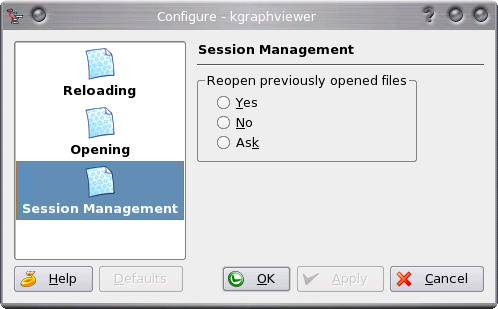 Configure - kgraphviewer
Reloading
Opening
Session Management
Session Management
Reopen previously opened files
Yes
No
Ask
Help
Defaults
OK
Apply
Cancel